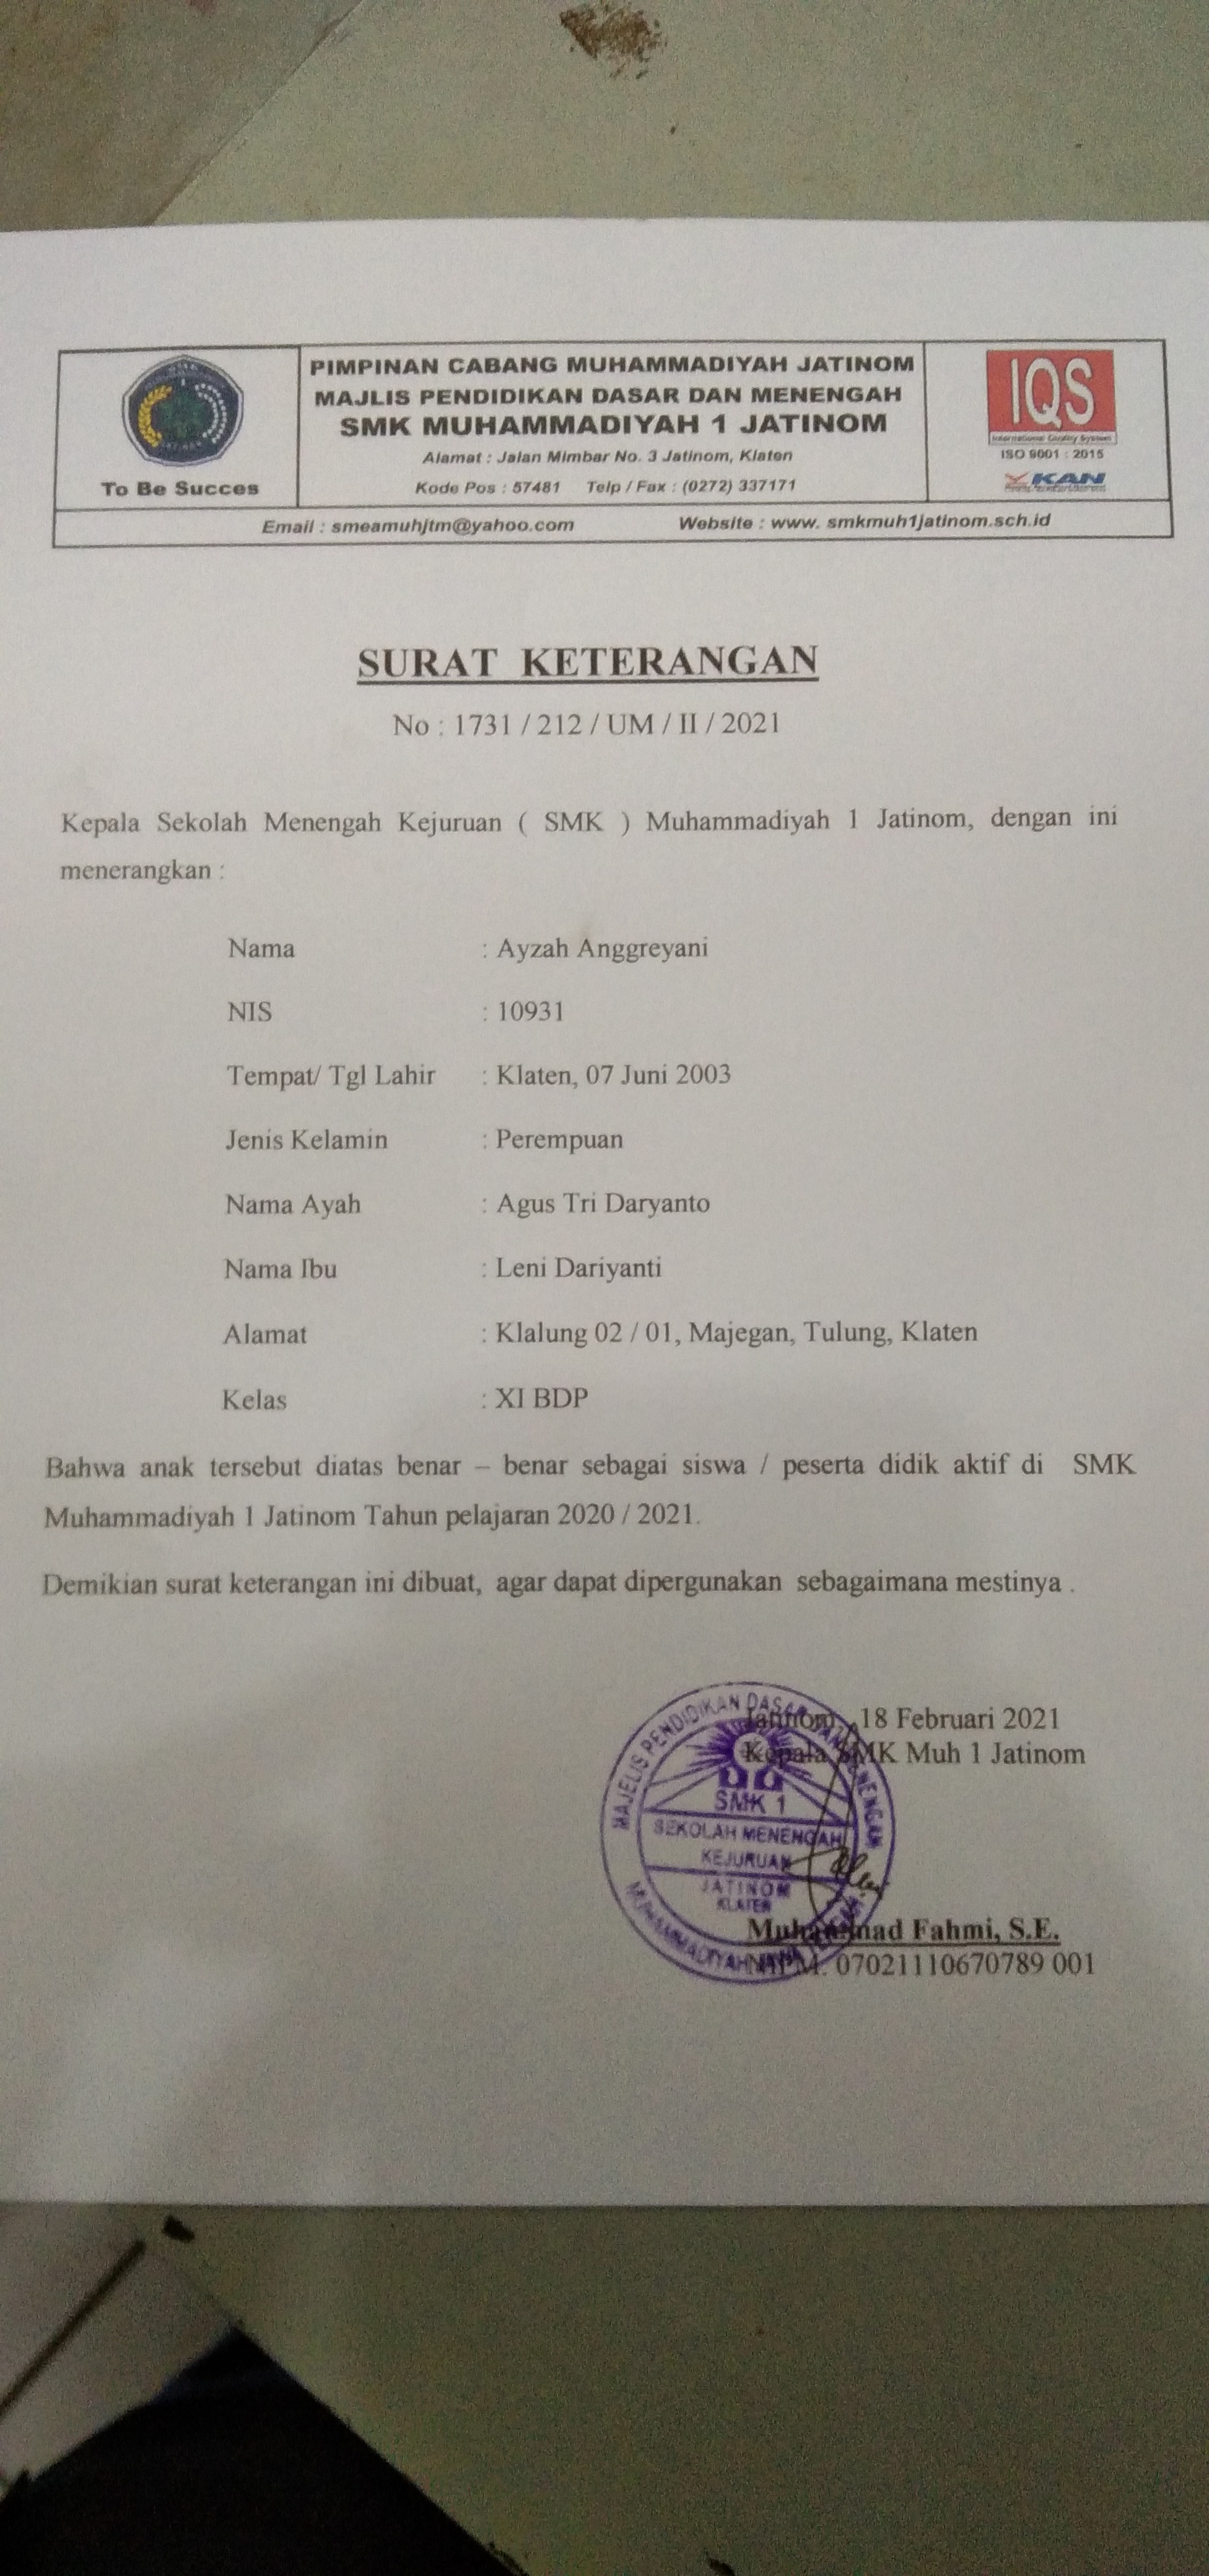 PIMPINAN CABANG MUHAMMADIYAH JATINOM
MAJLIS PENDIDIKAN DASAR DAN MENENGAH
SMK MUHAMMADIYAH 1 JATINOM
Alamat : Jalan Mimbar No. 3 Jatinom, Klaten
Kode Pos : 57481 Telp / Fax : (0272) 337171
To Be Succes
IQS
International Quality System
ISO 9001 : 2015
KAN
Email : smeamuhjtm@yahoo.com Website : www. smkmuh1jatinom.sch.id
SURAT KETERANGAN
No : 1731 / 212 / UM / II / 2021
Kepala Sekolah Menengah Kejuruan ( SMK ) Muhammadiyah 1 Jatinom, dengan ini
menerangkan :
Nama : Ayzah Anggreyani
NIS : 10931
Tempat/ Tgl Lahir : Klaten, 07 Juni 2003
Jenis Kelamin : Perempuan
Nama Ayah : Agus Tri Daryanto
Nama Ibu : Leni Dariyanti
Alamat : Klalung 02 / 01, Majegan, Tulung, Klaten
Kelas : XI BDP
Bahwa anak tersebut diatas benar – benar sebagai siswa / peserta didik aktif di SMK
Muhammadiyah 1 Jatinom Tahun pelajaran 2020 / 2021.
Demikian surat keterangan ini dibuat, agar dapat dipergunakan sebagaimana mestinya .
Jatinom, 18 Februari 2021
Kepala SMK Muh 1 Jatinom
MAJELIS PENDIDIKAN DASAR DAN MENENGAH
SMK 1
SEKOLAH MENENGAH
KEJURUAN
JATINOM
KLATEN
Muhammad Fahmi, S.E.
NIPM. 07021110670789 001